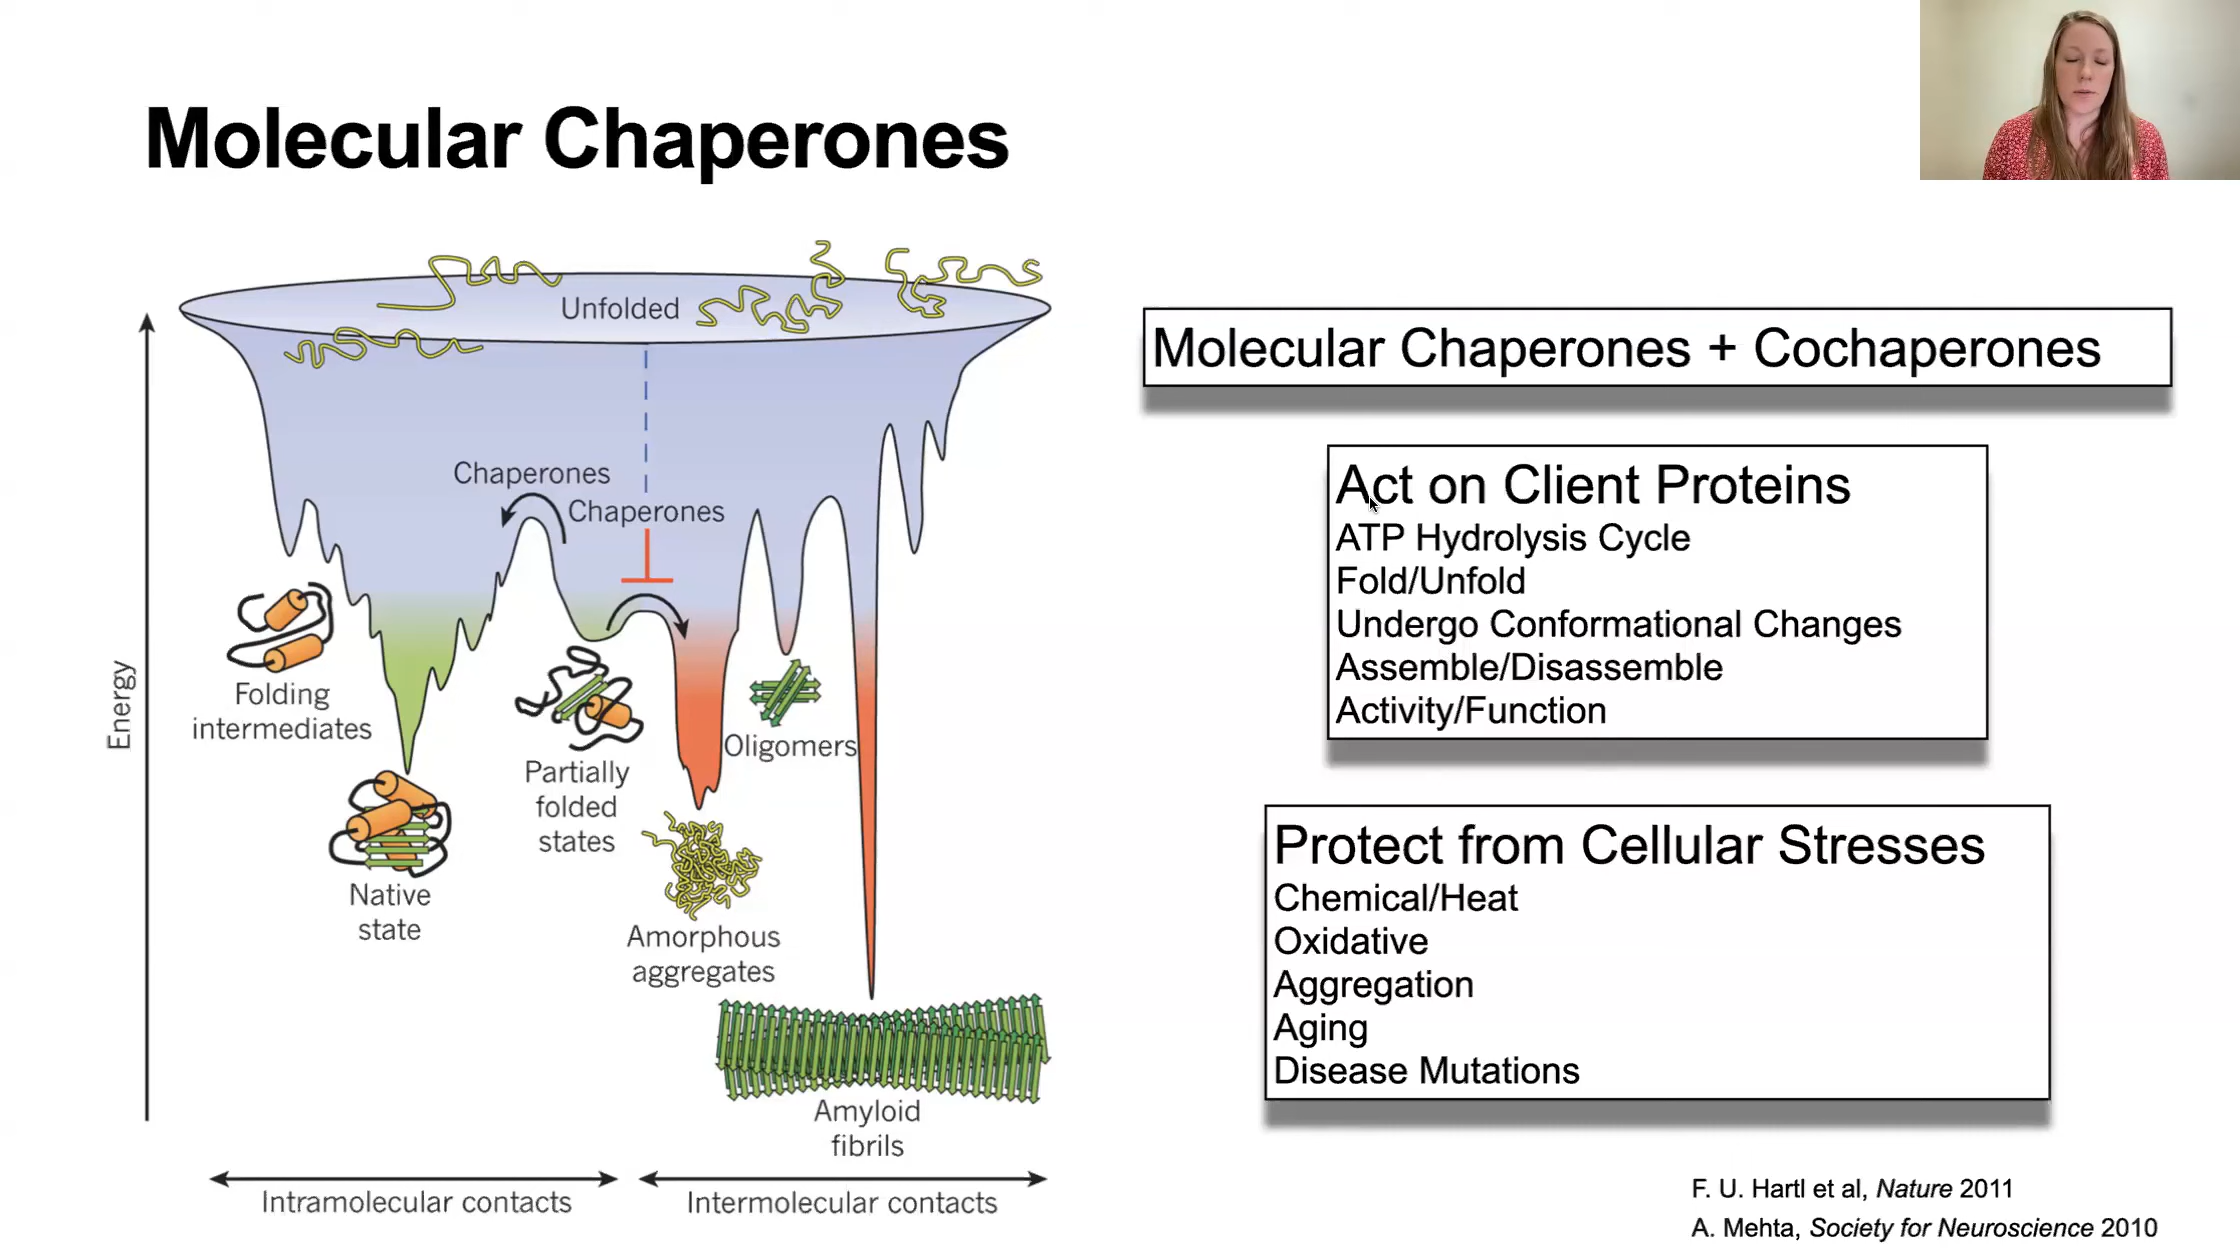 Molecular Chaperones
Unfolded
Chaperones
Chaperones
Energy
Folding
intermediates
Native
state
Partially
folded
states
Oligomers
Amorphous
aggregates
Amyloid
fibrils
Intramolecular contacts
Intermolecular contacts
Molecular Chaperones + Cochaperones
Act on Client Proteins
ATP Hydrolysis Cycle
Fold/Unfold
Undergo Conformational Changes
Assemble/Disassemble
Activity/Function
Protect from Cellular Stresses
Chemical/Heat
Oxidative
Aggregation
Aging
Disease Mutations
F. U. Hartl et al, Nature 2011
A. Mehta, Society for Neuroscience 2010